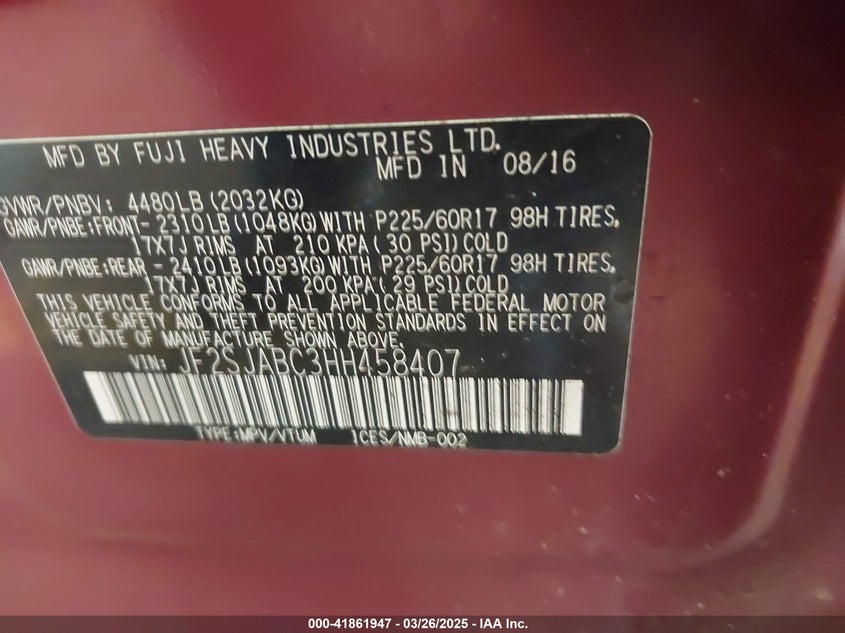 MFD BY FUJI HEAVY INDUSTRIES LTD.
MFD IN 08/16
GVWR/PNBV: 4480LB (2032KG)
GAWR/PNBE:FRONT- 2310LB (1048KG) WITH P225/60R17 98H TIRES,
17X7J RIMS AT 210 KPA ( 30 PSI) COLD
GAWR/PNBE:REAR - 2410LB (1093KG) WITH P225/60R17 98H TIRES,
17X7J RIMS AT 200 KPA ( 29 PSI) COLD
THIS VEHICLE CONFORMS TO ALL APPLICABLE FEDERAL MOTOR
VEHICLE SAFETY AND THEFT PREVENTION STANDARDS IN EFFECT ON
THE DATE OF MANUFACTURE SHOWN ABOVE.
VIN: JF2SJABC3HH458407
TYPE:MPV/VTUM ICES/NMB-002
000-41861947 - 03/26/2025 - IAA Inc.